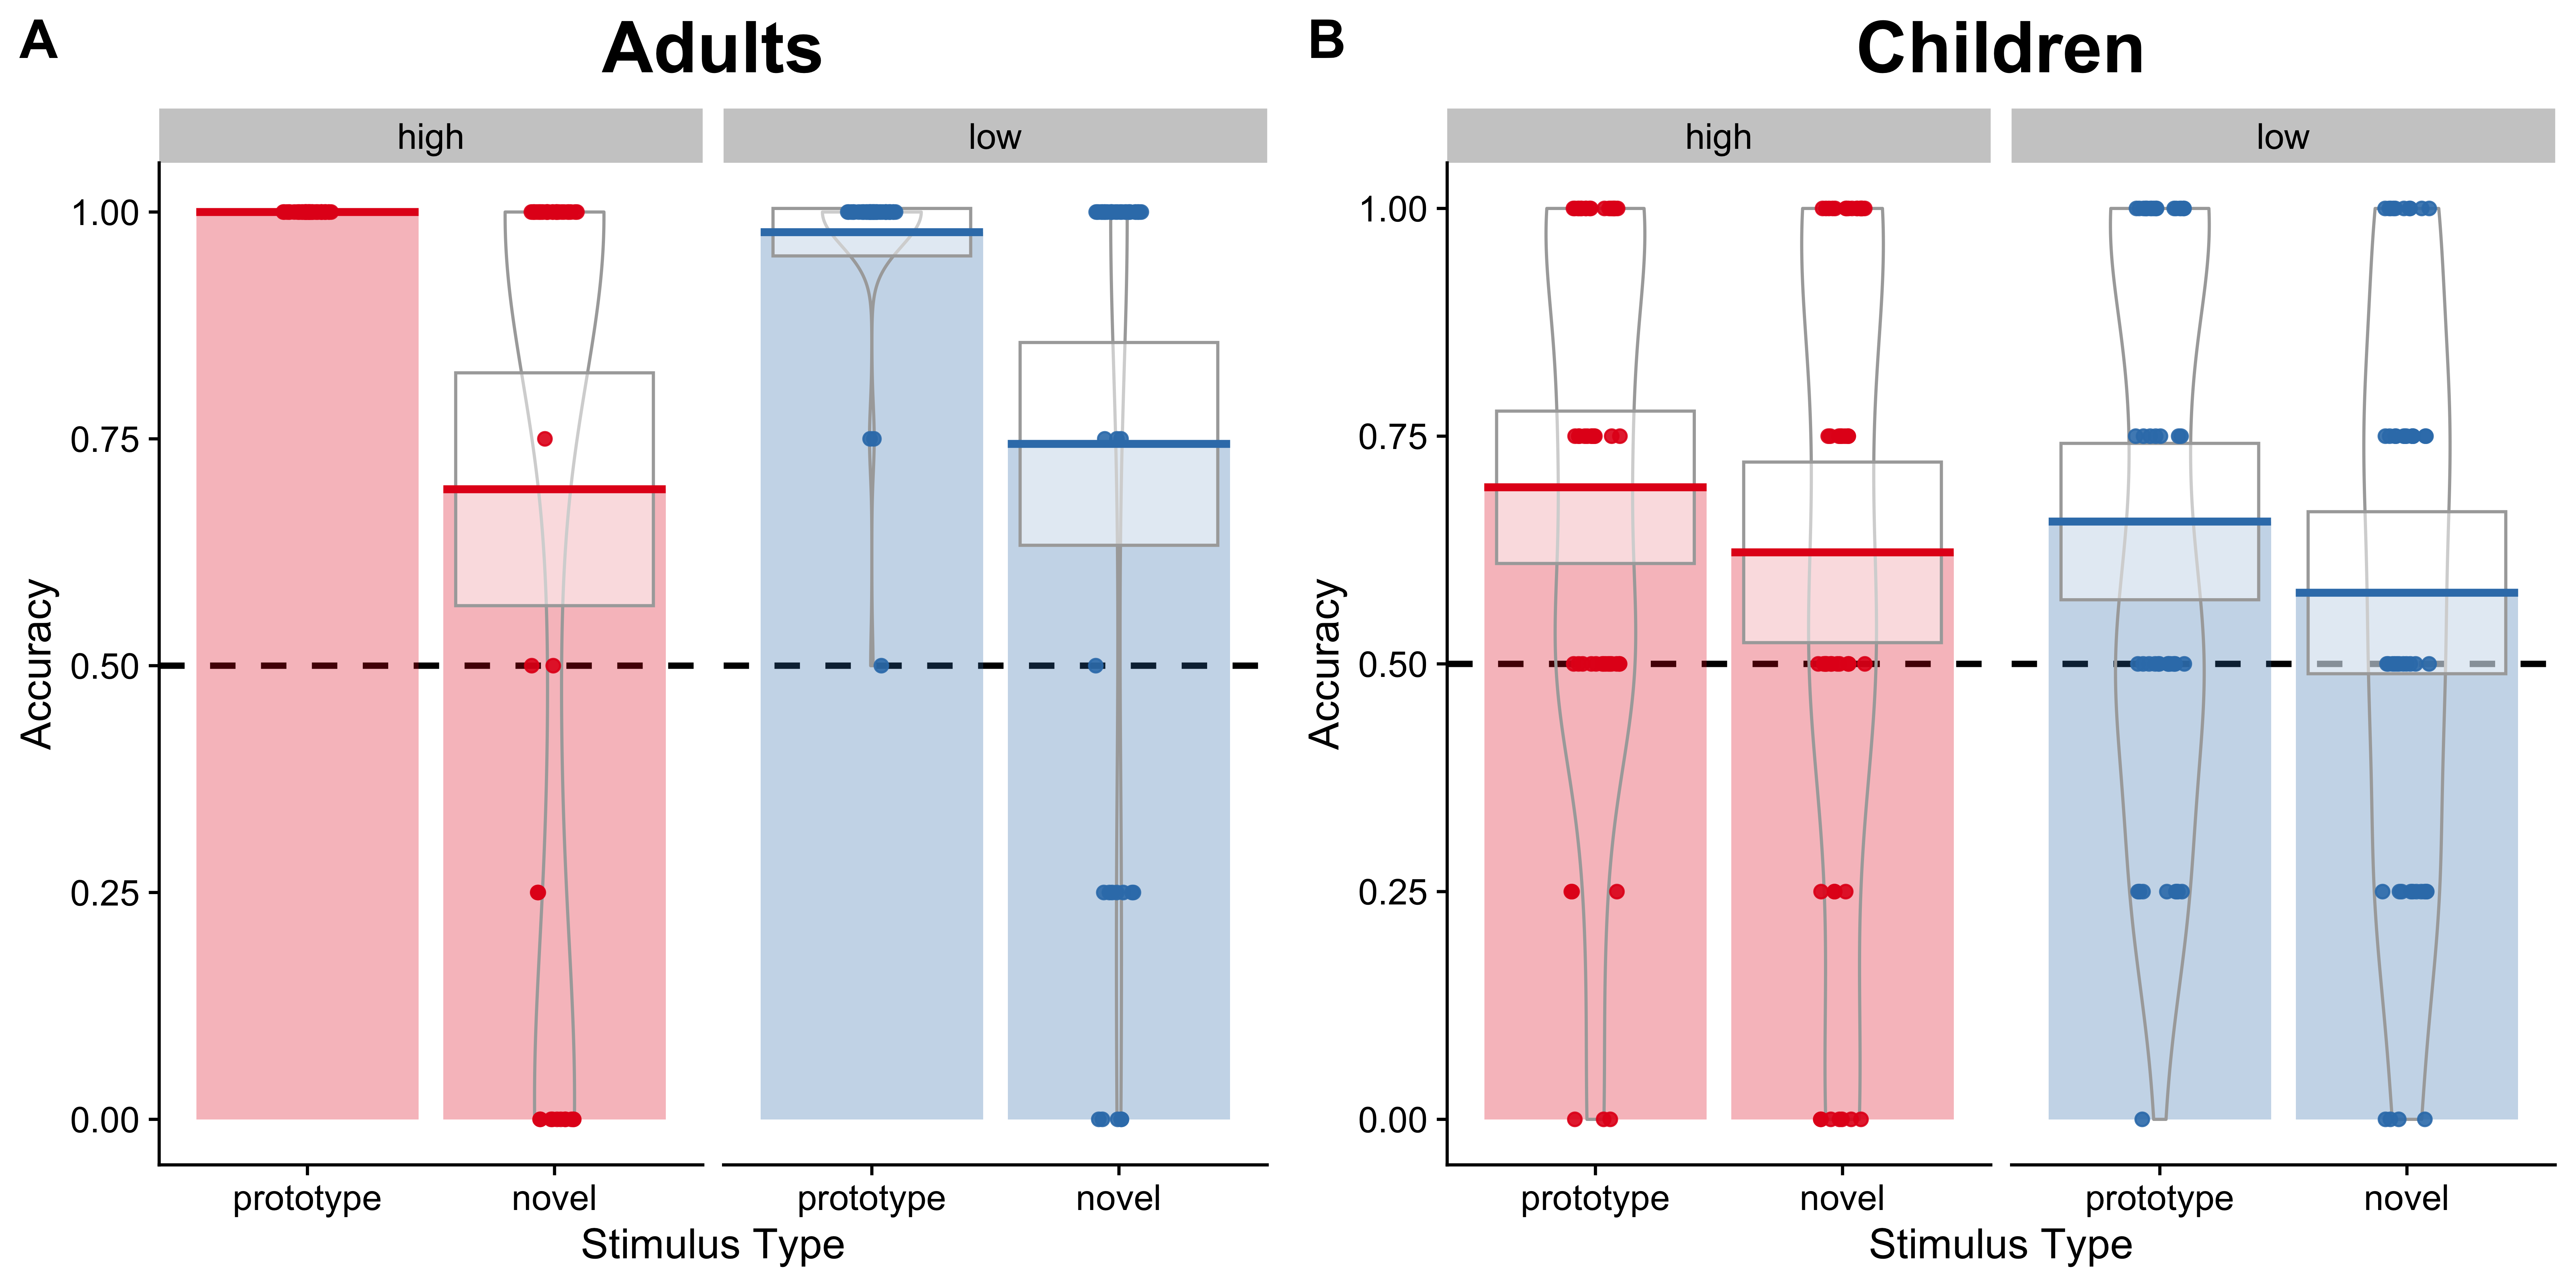 A
Adults
high
low
1.00
0.75
0.50
0.25
0.00
Accuracy
prototype
novel
prototype
novel
Stimulus Type
B
Children
high
low
1.00
0.75
0.50
0.25
0.00
Accuracy
prototype
novel
prototype
novel
Stimulus Type